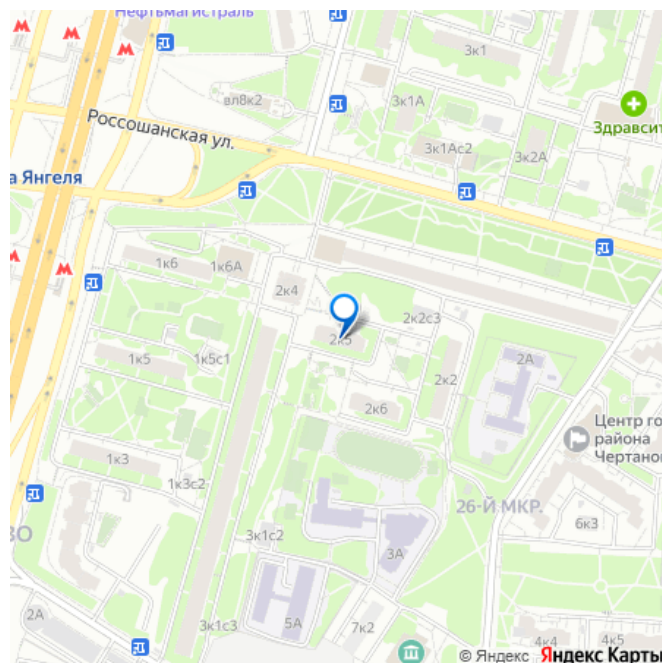 Нефтьмагистраль
3к1
вл8к2
3к1А
Здравсит
Россошанская ул.
3к1Ас2
3к2А
а Янгеля
1к6
1к6А
2к4
2к2с3
2к5
1к5
1к5с1
2А
2к2
2к6
Центр го
района
Чертано
1к3
1к3с2
26-Й МКР.
6к3
ВО
3к1с2
3А
2А
3к1с3
5А
7к2
4к4
4к5
© Яндекс Яндекс Карты